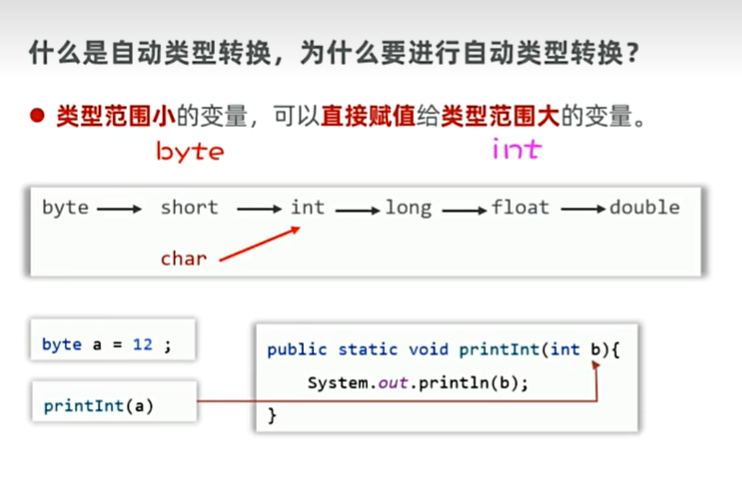 什么是自动类型转换，为什么要进行自动类型转换？
● 类型范围小的变量，可以直接赋值给类型范围大的变量。
byte int
byte short int long float double
char
byte a = 12 ;
printInt(a)
public static void printInt(int b){
System.out.println(b);
}